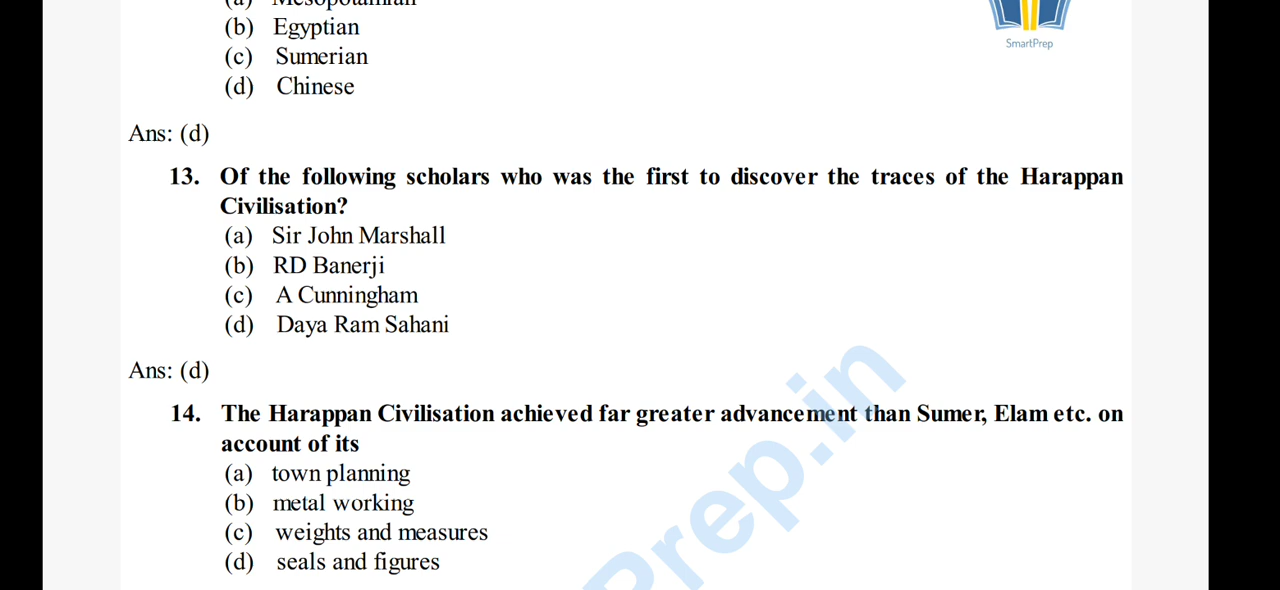 (a) Mesopotamian
(b) Egyptian
(c) Sumerian
SmartPrep
(d) Chinese
Ans: (d)
13. Of the following scholars who was the first to discover the traces of the Harappan
Civilisation?
(a) Sir John Marshall
(b) RD Banerji
(c) A Cunningham
(d) Daya Ram Sahani
Ans: (d)
14. The Harappan Civilisation achieved far greater advancement than Sumer, Elam etc. on
account of its
(a) town planning
(b) metal working
(c) weights and measures
(d) seals and figures
Prep.in